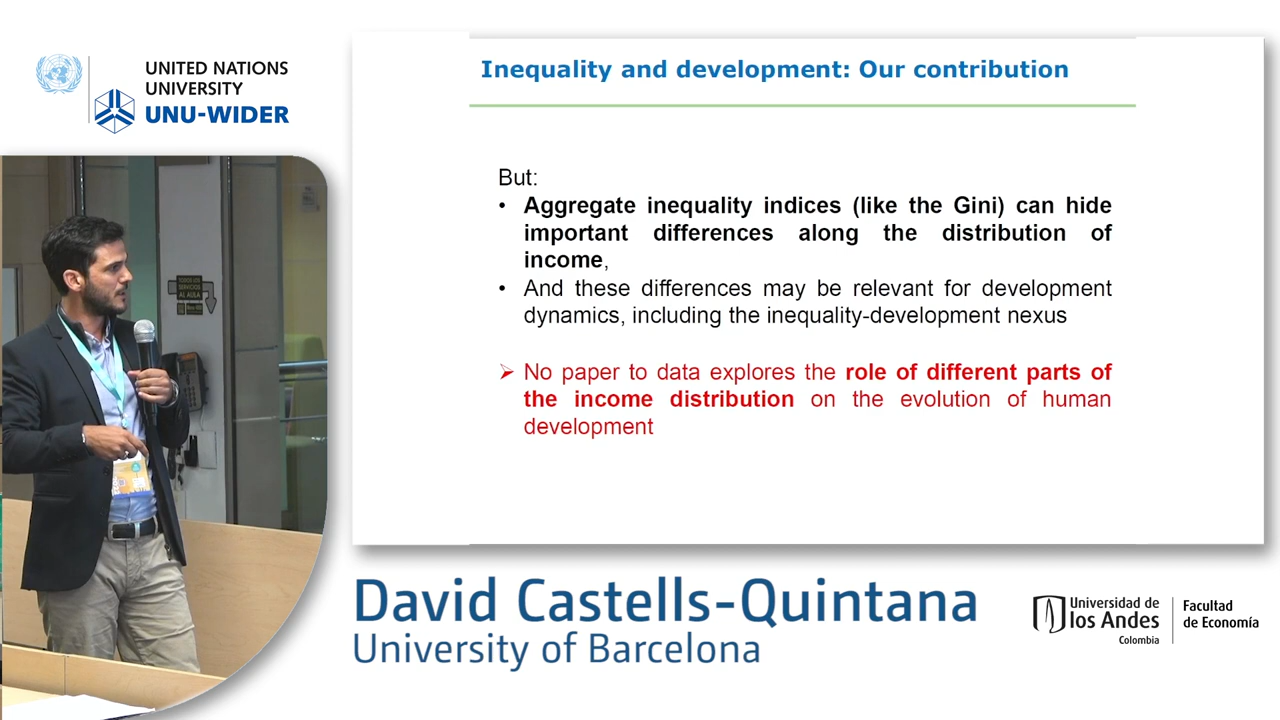 UNITED NATIONS
UNIVERSITY
UNU-WIDER
Inequality and development: Our contribution
But:
• Aggregate inequality indices (like the Gini) can hide
important differences along the distribution of
income,
• And these differences may be relevant for development
dynamics, including the inequality-development nexus
➢ No paper to data explores the role of different parts of
the income distribution on the evolution of human
development
AL AULA
David Castells-Quintana
University of Barcelona
Universidad de
los Andes
Colombia
Facultad
de Economía